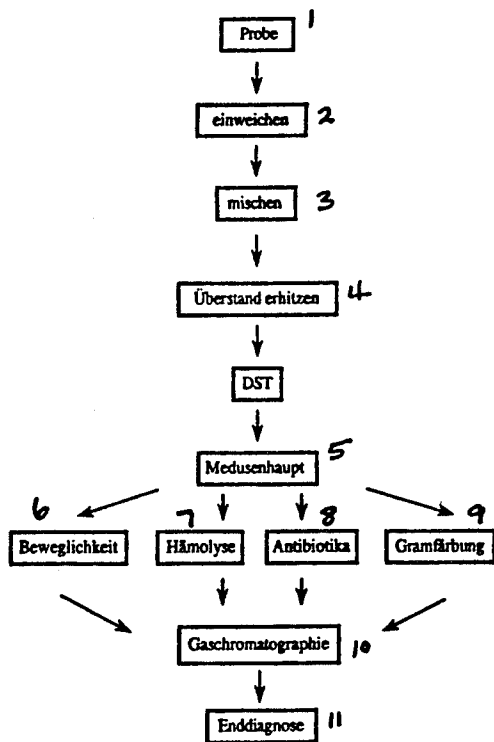 Probe 1
einweichen 2
mischen 3
Überstand erhitzen 4
DST
Medusenhaupt 5
6 7 8 9
Beweglichkeit Hämolyse Antibiotika Gramfärbung
Gaschromatographie 10
Enddiagnose 11